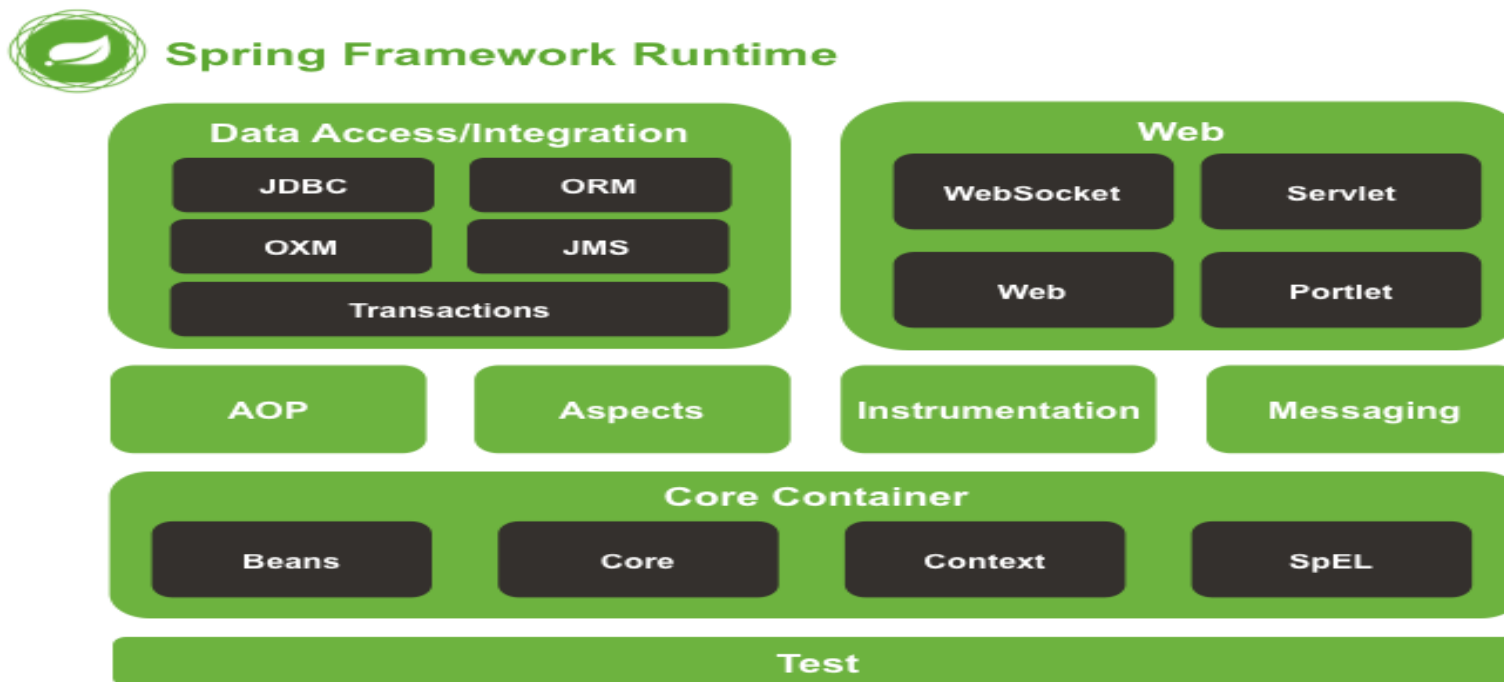 Spring Framework Runtime
Data Access/Integration
JDBC
ORM
OXM
JMS
Transactions
Web
WebSocket
Servlet
Web
Portlet
AOP
Aspects
Instrumentation
Messaging
Core Container
Beans
Core
Context
SpEL
Test